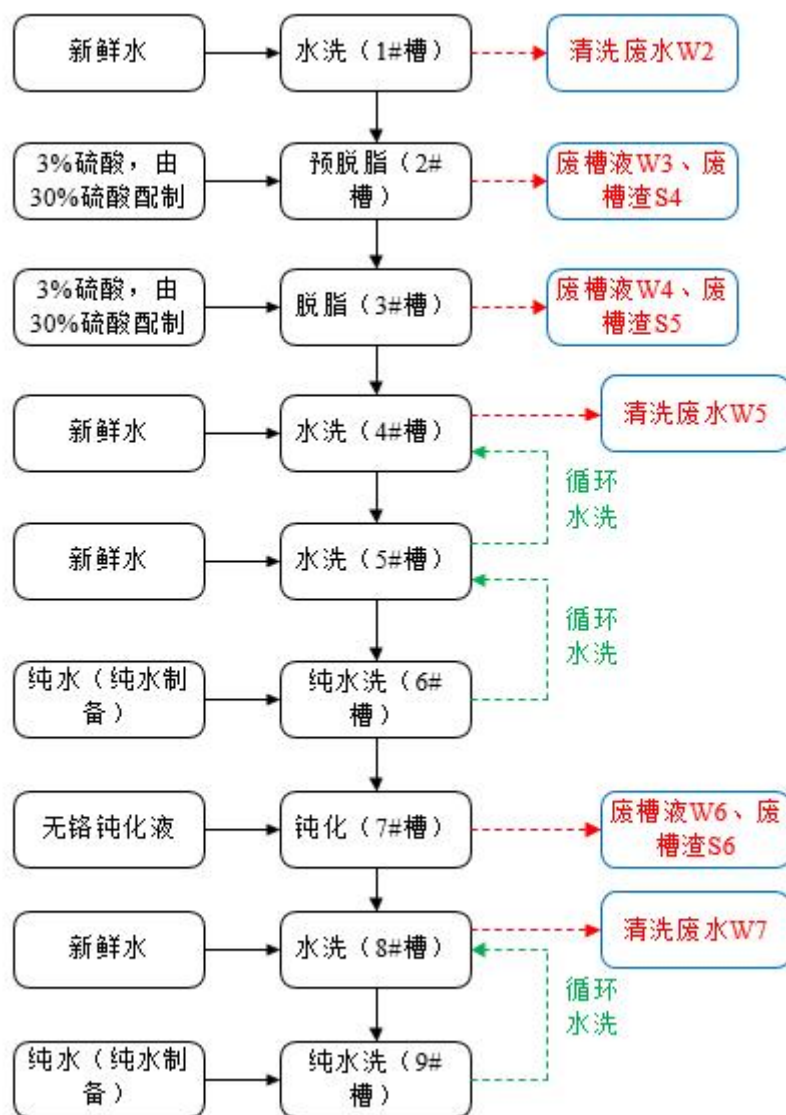 新鲜水
水洗（1#槽）
清洗废水W2
3%硫酸，由
30%硫酸配制
预脱脂（2#
槽）
废槽液W3、废
槽渣S4
3%硫酸，由
30%硫酸配制
脱脂（3#槽）
废槽液W4、废
槽渣S5
新鲜水
水洗（4#槽）
清洗废水W5
循环
水洗
新鲜水
水洗（5#槽）
循环
水洗
纯水（纯水制
备）
纯水洗（6#
槽）
无铬钝化液
钝化（7#槽）
废槽液W6、废
槽渣S6
新鲜水
水洗（8#槽）
清洗废水W7
循环
水洗
纯水（纯水制
备）
纯水洗（9#
槽）